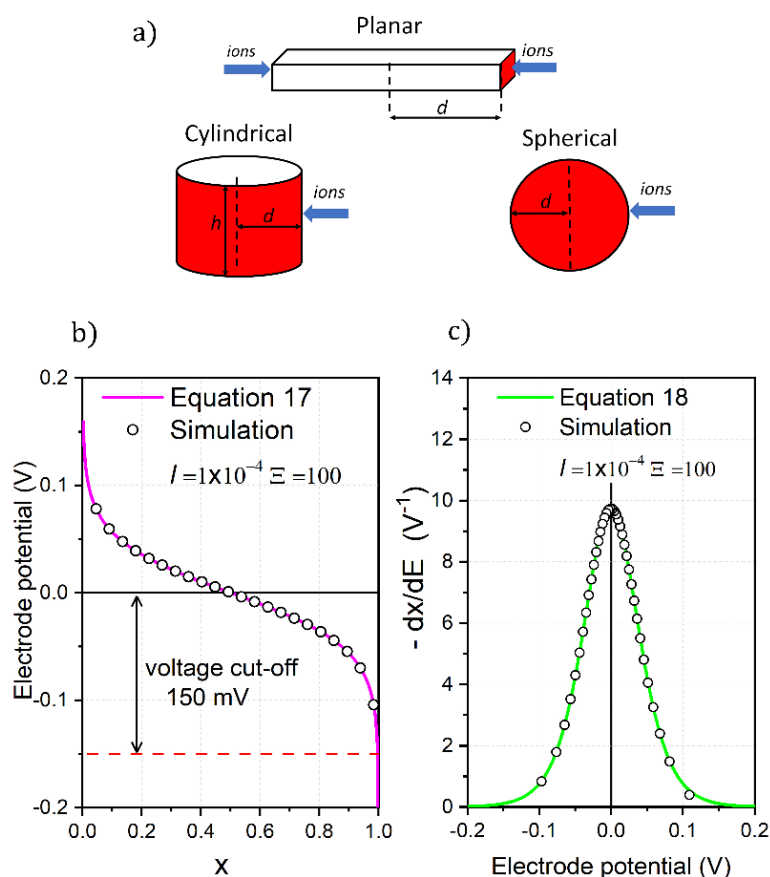 a)
Planar
ions
ions
d
Cylindrical
Spherical
ions
ions
h
d
d
b)
c)
0.2
0.1
0.0
-0.1
-0.2
Electrode potential (V)
Equation 17
Simulation
l =1x10⁻⁴ Ξ =100
voltage cut-off
150 mV
0.0 0.2 0.4 0.6 0.8 1.0
x
14
12
10
8
6
4
2
0
- dx/dE (V⁻¹)
Equation 18
Simulation
l =1x10⁻⁴ Ξ =100
-0.2 -0.1 0.0 0.1 0.2
Electrode potential (V)